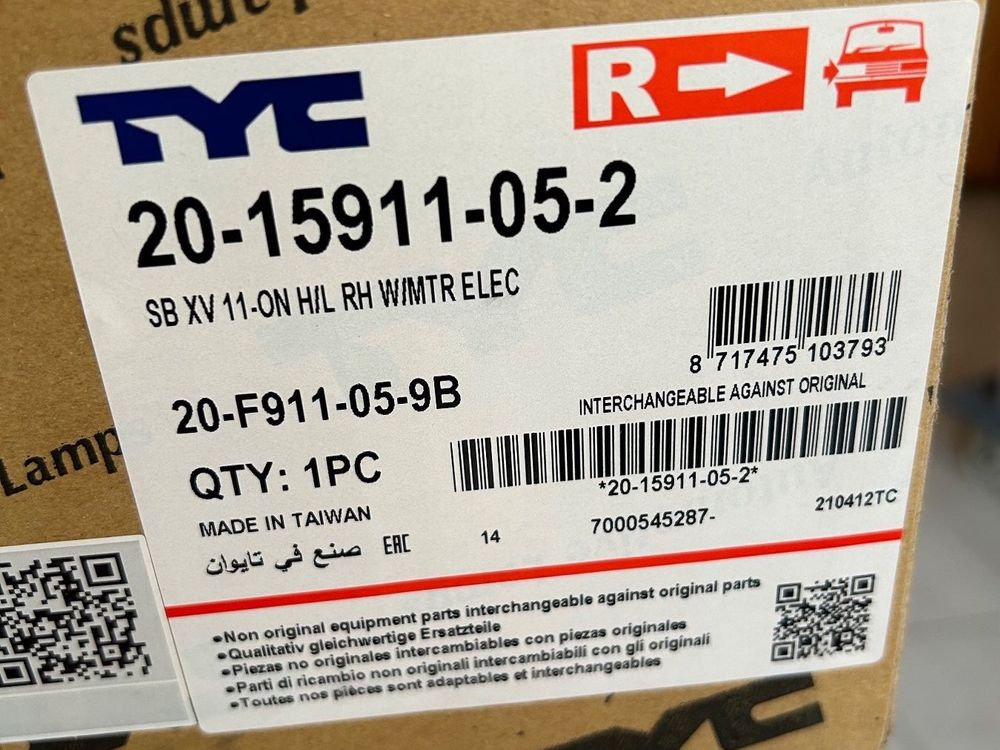 TYC
R
20-15911-05-2
SB XV 11-ON H/L RH W/MTR ELEC
8 717475 103793
20-F911-05-9B
INTERCHANGEABLE AGAINST ORIGINAL
QTY: 1PC
*20-15911-05-2*
MADE IN TAIWAN
14
7000545287-
210412TC
صنع في تايوان
EAC
•Non original equipment parts interchangeable against original parts
•Qualitativ gleichwertige Ersatzteile
•Piezas no originales intercambiables con piezas originales
•Parti di ricambio non originali intercambiabili con gli originali
•Toutes nos pièces sont adaptables et interchangeables
Lamp